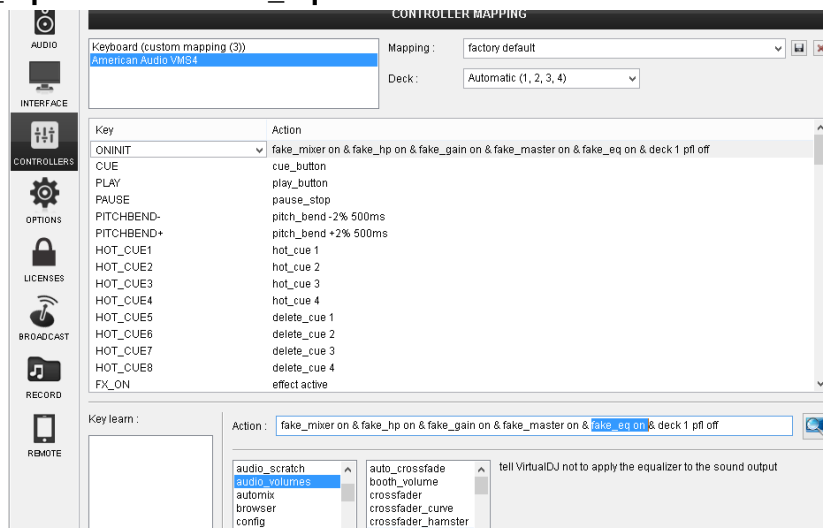 CONTROLLER MAPPING
AUDIO
INTERFACE
CONTROLLERS
OPTIONS
LICENSES
BROADCAST
RECORD
REMOTE
Keyboard (custom mapping (3))
American Audio VMS4
Mapping : factory default
Deck : Automatic (1, 2, 3, 4)
Key Action
ONINIT fake_mixer on & fake_hp on & fake_gain on & fake_master on & fake_eq on & deck 1 pfl off
CUE cue_button
PLAY play_button
PAUSE pause_stop
PITCHBEND- pitch_bend -2% 500ms
PITCHBEND+ pitch_bend +2% 500ms
HOT_CUE1 hot_cue 1
HOT_CUE2 hot_cue 2
HOT_CUE3 hot_cue 3
HOT_CUE4 hot_cue 4
HOT_CUE5 delete_cue 1
HOT_CUE6 delete_cue 2
HOT_CUE7 delete_cue 3
HOT_CUE8 delete_cue 4
FX_ON effect active
Key learn :
Action : fake_mixer on & fake_hp on & fake_gain on & fake_master on & fake_eq on & deck 1 pfl off
audio_scratch
audio_volumes
automix
browser
config
auto_crossfade
booth_volume
crossfader
crossfader_curve
crossfader_hamster
tell VirtualDJ not to apply the equalizer to the sound output